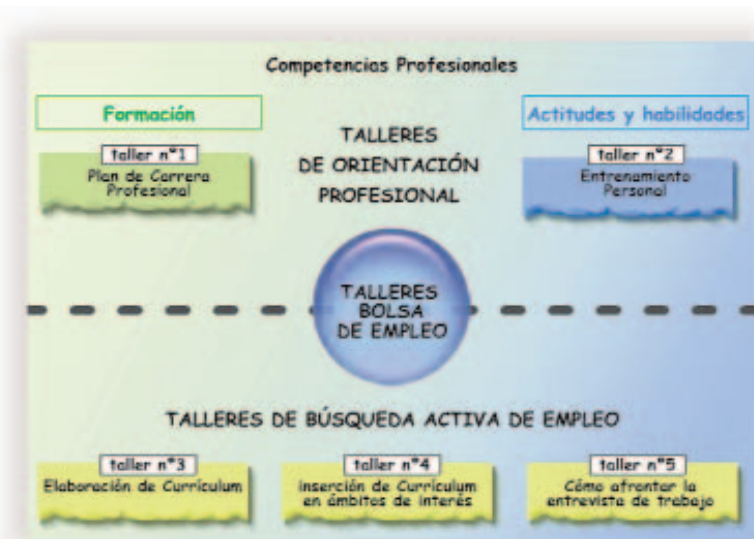 Competencias Profesionales
Formación
Actitudes y habilidades
TALLERES
DE ORIENTACIÓN
PROFESIONAL
taller nº1
Plan de Carrera
Profesional
taller nº2
Entrenamiento
Personal
TALLERES
BOLSA
DE EMPLEO
TALLERES DE BÚSQUEDA ACTIVA DE EMPLEO
taller nº3
Elaboración de Currículum
taller nº4
inserción de Currículum
en ámbitos de interés
taller nº5
Cómo afrontar la
entrevista de trabajo